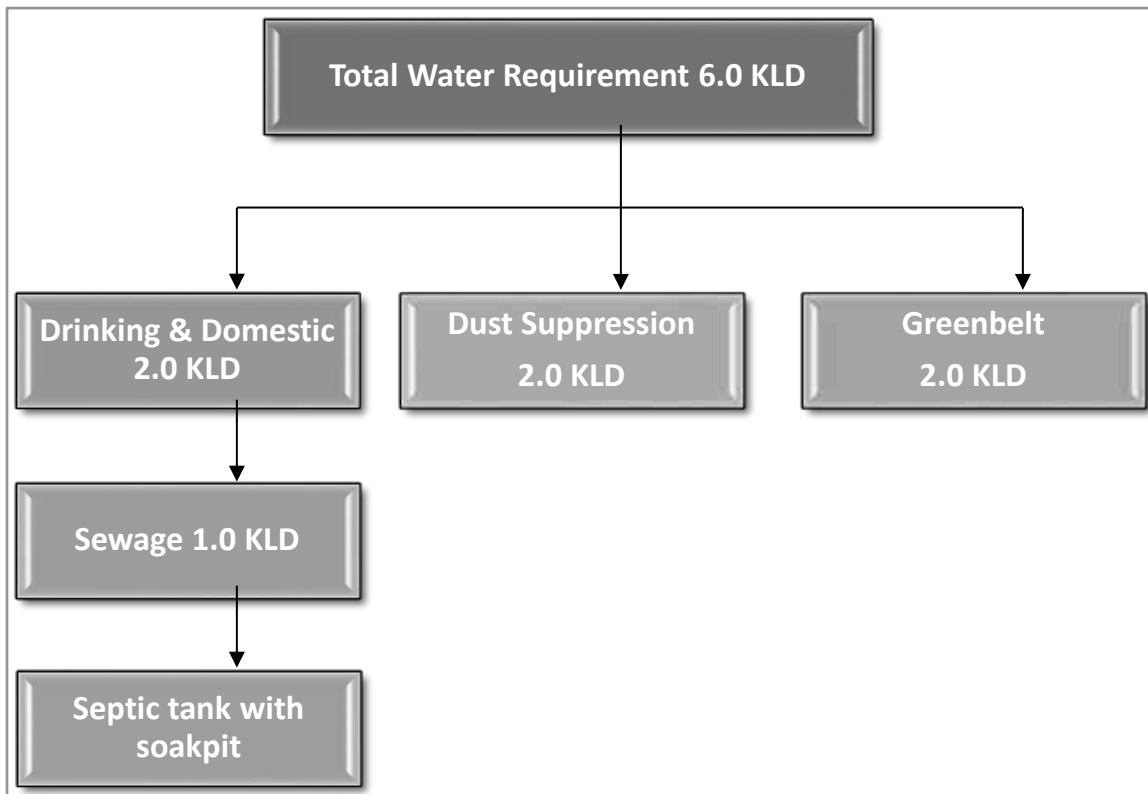 Total Water Requirement 6.0 KLD
Drinking & Domestic
2.0 KLD
Dust Suppression
2.0 KLD
Greenbelt
2.0 KLD
Sewage 1.0 KLD
Septic tank with
soakpit